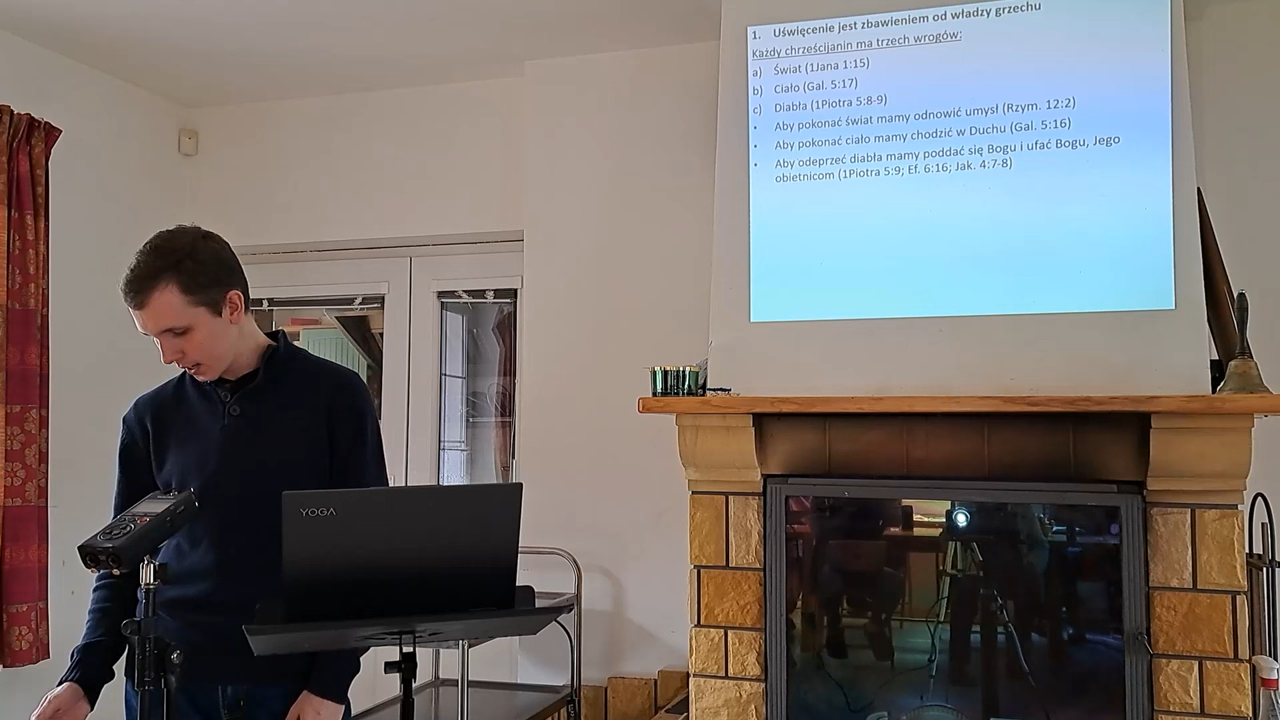 1. Uświęcenie jest zbawieniem od władzy grzechu
Każdy chrześcijanin ma trzech wrogów:
a) Świat (1Jana 1:15)
b) Ciało (Gal. 5:17)
c) Diabła (1Piotra 5:8-9)
• Aby pokonać świat mamy odnowić umysł (Rzym. 12:2)
• Aby pokonać ciało mamy chodzić w Duchu (Gal. 5:16)
• Aby odeprzeć diabła mamy poddać się Bogu i ufać Bogu, Jego
obietnicom (1Piotra 5:9; Ef. 6:16; Jak. 4:7-8)
YOGA